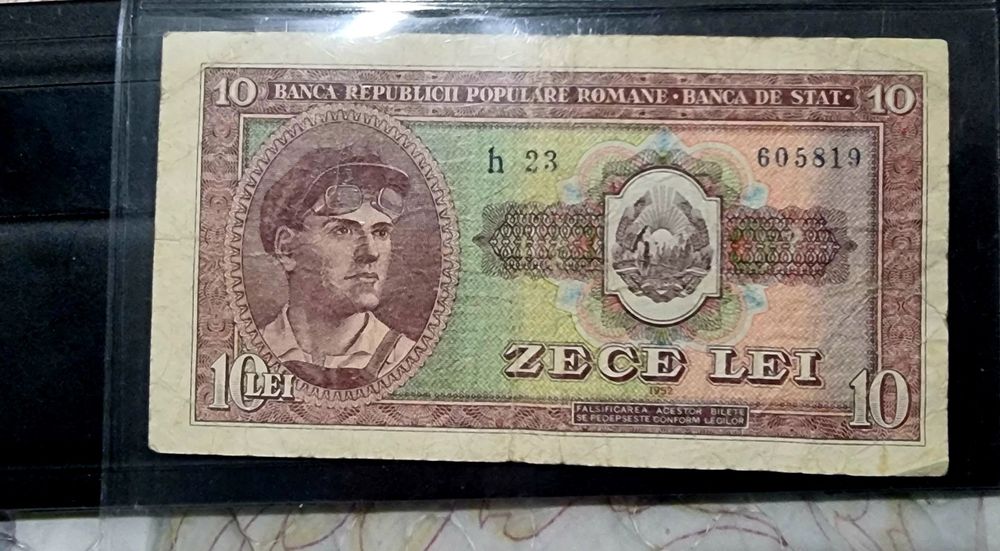 10 BANCA REPUBLICII POPULARE ROMANE • BANCA DE STAT • 10
h 23 605819
ZECE LEI
1952
10 LEI
FALSIFICAREA ACESTOR BILETE
SE PEDEPSESTE CONFORM LEGILOR
10